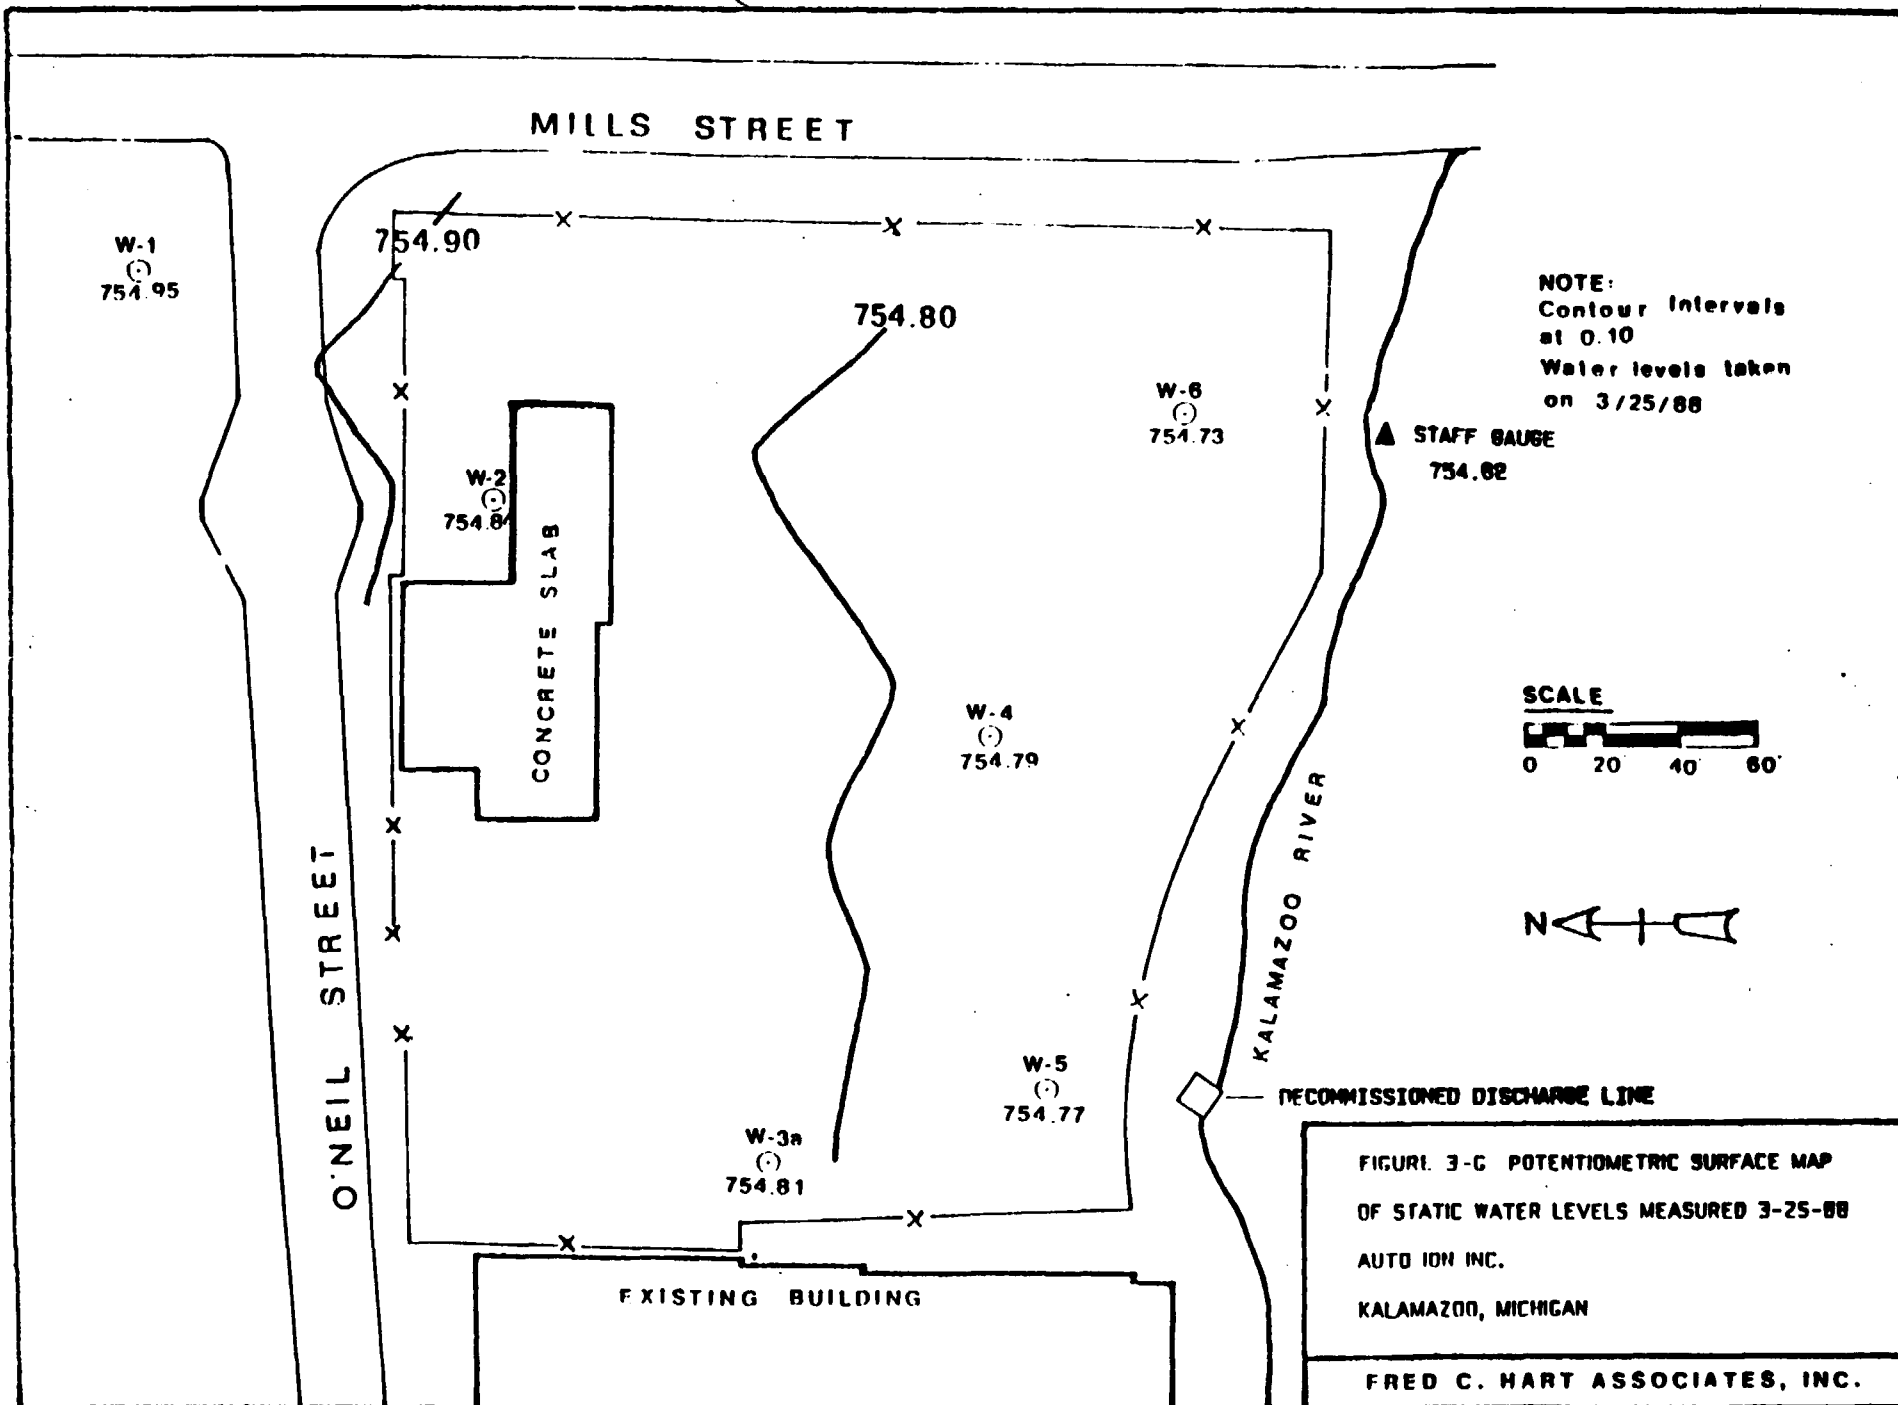 MILLS STREET
754.90
W-1
754.95
754.80
NOTE:
Contour Intervals
at 0.10
Water levels taken
on 3/25/88
W-6
754.73
STAFF GAUGE
754.62
W-2
CONCRETE SLAB
SCALE
0 20 40 60'
W-4
754.79
KALAMAZOO RIVER
O'NEIL STREET
N
W-5
754.77
DECOMMISSIONED DISCHARGE LINE
W-3a
754.81
EXISTING BUILDING
FIGURE 3-G POTENTIOMETRIC SURFACE MAP
OF STATIC WATER LEVELS MEASURED 3-25-88
AUTO ION INC.
KALAMAZOO, MICHIGAN
FRED C. HART ASSOCIATES, INC.